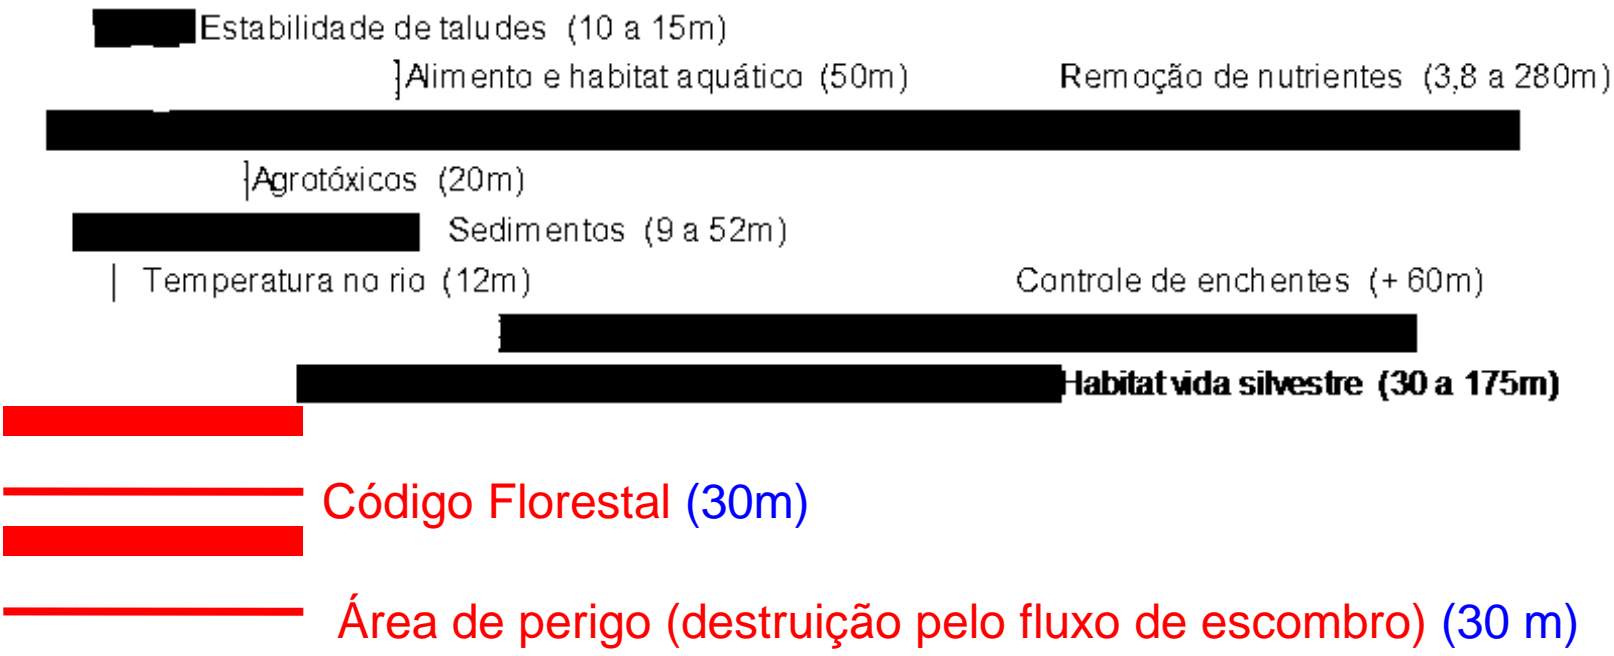 Estabilidade de taludes (10 a 15m)
Alimento e habitat aquático (50m) Remoção de nutrientes (3,8 a 280m)
Agrotóxicos (20m)
Sedimentos (9 a 52m)
Temperatura no rio (12m) Controle de enchentes (+ 60m)
Habitat vida silvestre (30 a 175m)
Código Florestal (30m)
Área de perigo (destruição pelo fluxo de escombro) (30 m)